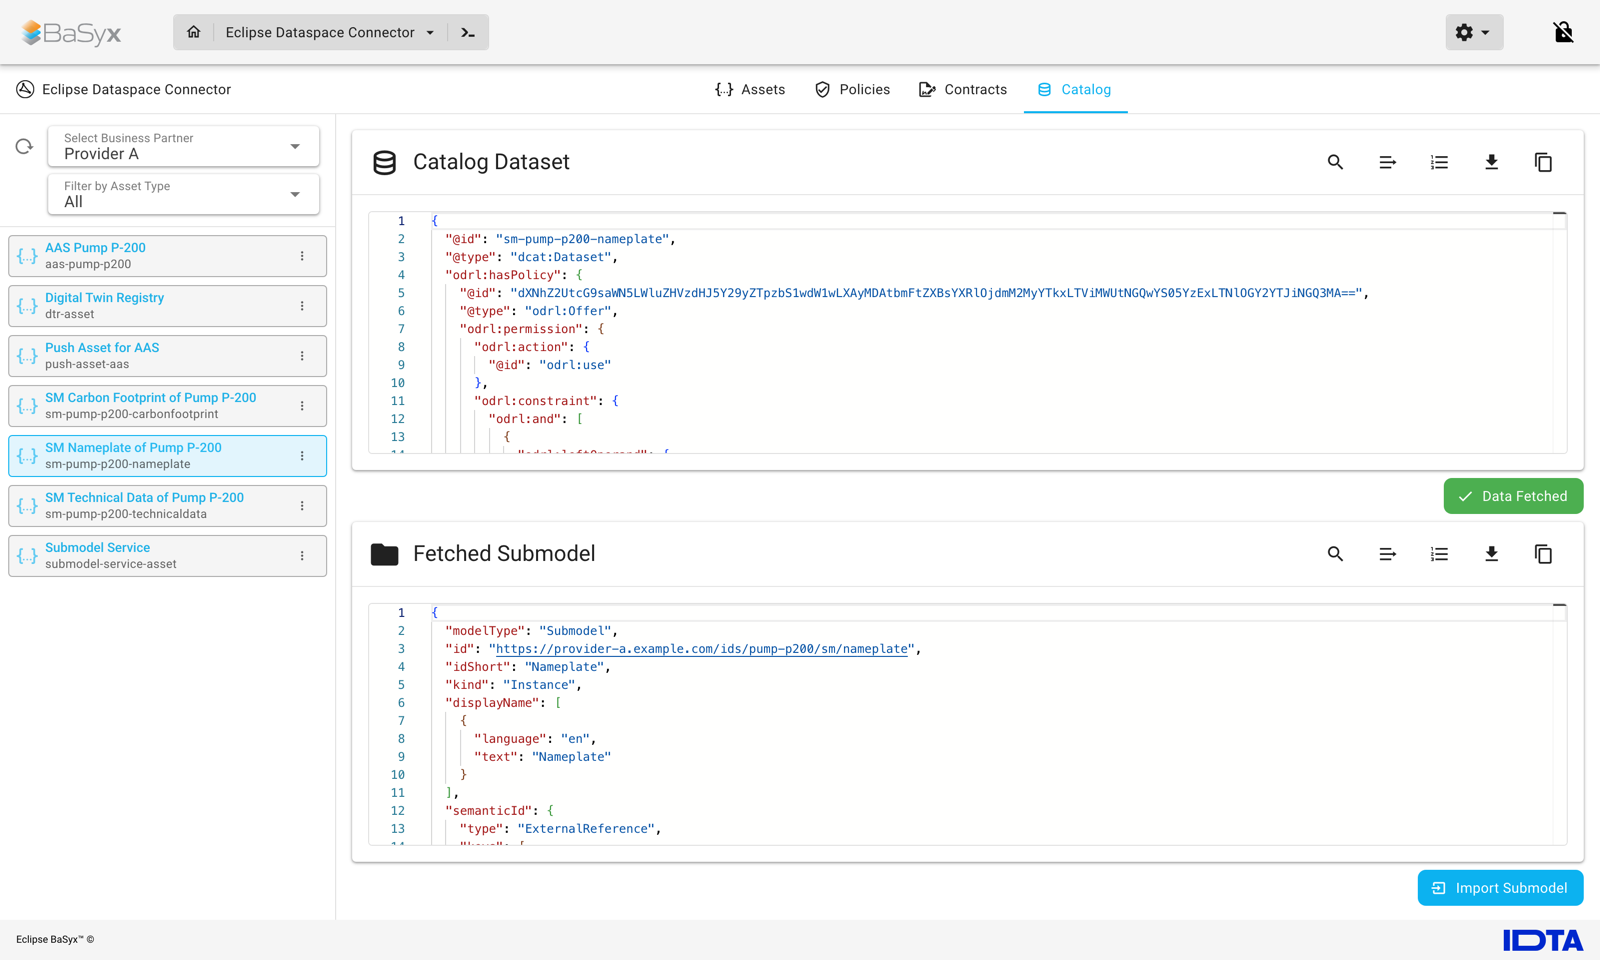 BaSyx
Eclipse Dataspace Connector
Eclipse Dataspace Connector
Assets
Policies
Contracts
Catalog
Select Business Partner
Provider A
Filter by Asset Type
All
AAS Pump P-200
aas-pump-p200
Digital Twin Registry
dtr-asset
Push Asset for AAS
push-asset-aas
SM Carbon Footprint of Pump P-200
sm-pump-p200-carbonfootprint
SM Nameplate of Pump P-200
sm-pump-p200-nameplate
SM Technical Data of Pump P-200
sm-pump-p200-technicaldata
Submodel Service
submodel-service-asset
Catalog Dataset
1 {
2 "@id": "sm-pump-p200-nameplate",
3 "@type": "dcat:Dataset",
4 "odrl:hasPolicy": {
5 "@id": "dXNhZ2UtcG9saWN5LWluZHVzdHJ5Y29yZTpzbS1wdW1wLXAyMDAtbmFtZXBsYXRlOjdmM2MyYTkxLTViMWUtNGQwYS05YzExLTNlOGY2YTJiNGQ3MA==",
6 "@type": "odrl:Offer",
7 "odrl:permission": {
8 "odrl:action": {
9 "@id": "odrl:use"
10 },
11 "odrl:constraint": {
12 "odrl:and": [
13 {
14 "odrl:leftOperand": {
Data Fetched
Fetched Submodel
1 {
2 "modelType": "Submodel",
3 "id": "https://provider-a.example.com/ids/pump-p200/sm/nameplate",
4 "idShort": "Nameplate",
5 "kind": "Instance",
6 "displayName": [
7 {
8 "language": "en",
9 "text": "Nameplate"
10 }
11 ],
12 "semanticId": {
13 "type": "ExternalReference",
14 "keys": [
Import Submodel
Eclipse BaSyx™ ©
IDTA